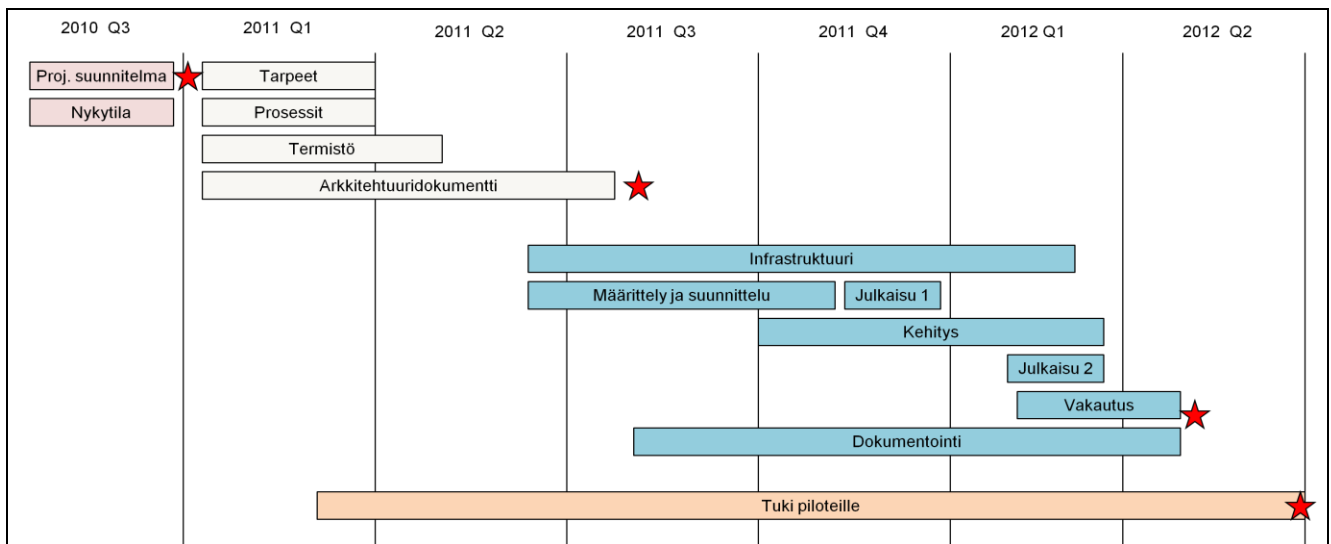 2010 Q3
2011 Q1
2011 Q2
2011 Q3
2011 Q4
2012 Q1
2012 Q2
Proj. suunnitelma
Tarpeet
Nykytila
Prosessit
Termistö
Arkkitehtuuridokumentti
Infrastruktuuri
Määrittely ja suunnittelu
Julkaisu 1
Kehitys
Julkaisu 2
Vakautus
Dokumentointi
Tuki piloteille